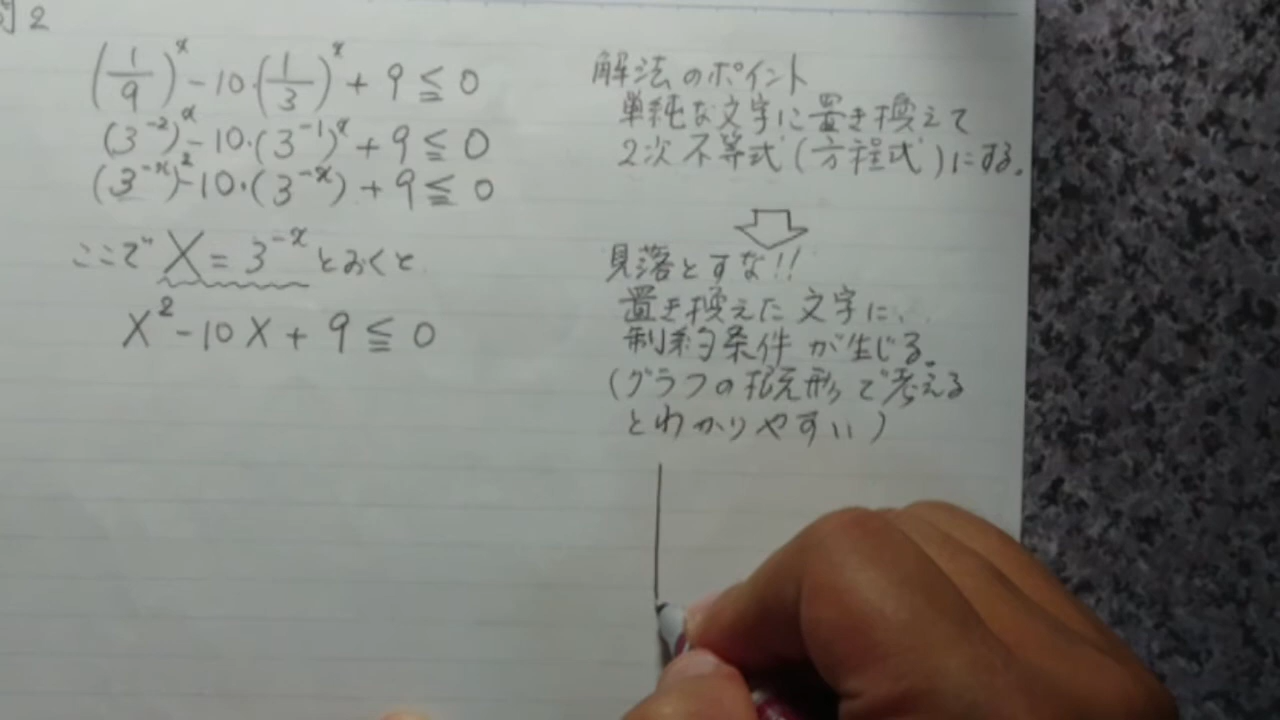 例2
(1/9)^x - 10・(1/3)^x + 9 ≦ 0
(3^-2)^x - 10・(3^-1)^x + 9 ≦ 0
(3^-x)^2 - 10・(3^-x) + 9 ≦ 0
ここで X = 3^-x とおくと
X^2 - 10X + 9 ≦ 0
解法のポイント
単純な文字に置き換えて
2次不等式(方程式)にする。
見落とすな!!
置き換えた文字に、
制約条件が生じる。
(グラフの概形で考える
とわかりやすい)